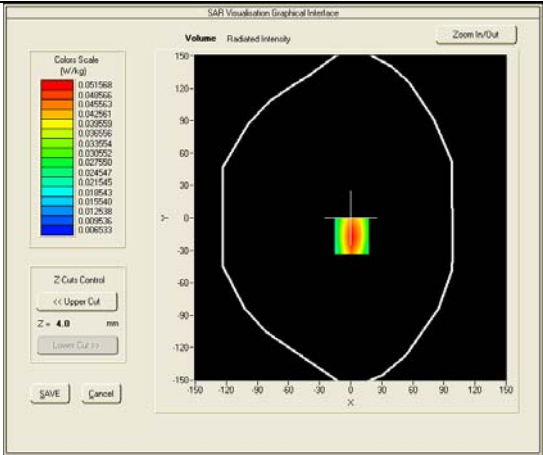 SAR Visualisation Graphical Interface
Volume Radiated Intensity
Zoom In/Out
Colors Scale
(W/kg)
0.051568
0.048566
0.045563
0.042561
0.039559
0.036556
0.033554
0.030552
0.027550
0.024547
0.021545
0.018543
0.015540
0.012538
0.009536
0.006533
Z-Cuts Control
<< Upper Cut
Z = 4.0 mm
Lower Cut >>
SAVE Cancel
150
120
90
60
30
0
-30
-60
-90
-120
-150
Y
-150 -120 -90 -60 -30 0 30 60 90 120 150
X